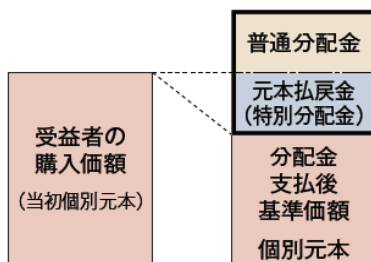 受益者の
購入価額
（当初個別元本）
普通分配金
元本払戻金
（特別分配金）
分配金
支払後
基準価額
個別元本